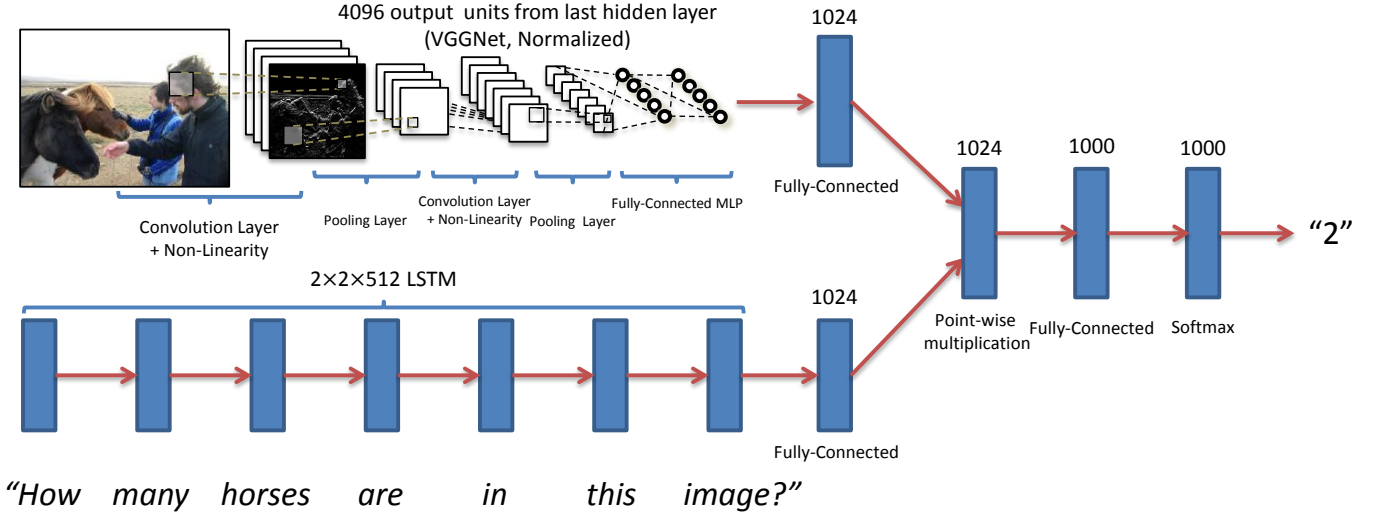 4096 output units from last hidden layer
(VGGNet, Normalized)
1024
Fully-Connected
Convolution Layer
+ Non-Linearity
Pooling Layer
Convolution Layer
+ Non-Linearity
Pooling Layer
Fully-Connected MLP
1024
Point-wise
multiplication
1000
Fully-Connected
1000
Softmax
“2”
2×2×512 LSTM
1024
Fully-Connected
“How many horses are in this image?”